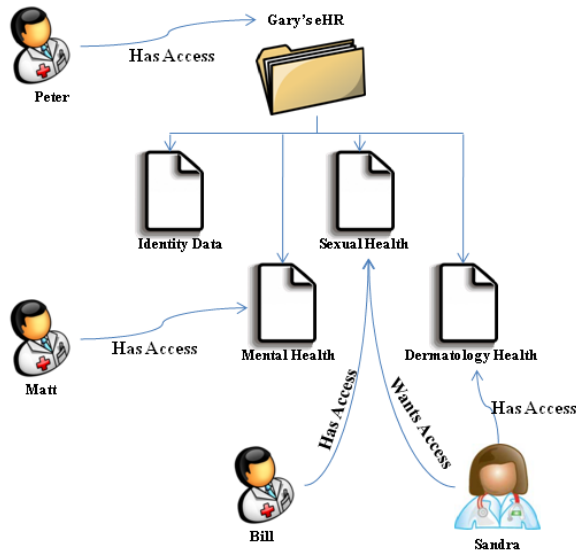 Gary'seHR
Has Access
Peter
Identity Data
Sexual Health
Has Access
Matt
Mental Health
Dermatology Health
Has Access
Wants Access
Has Access
Bill
Sandra